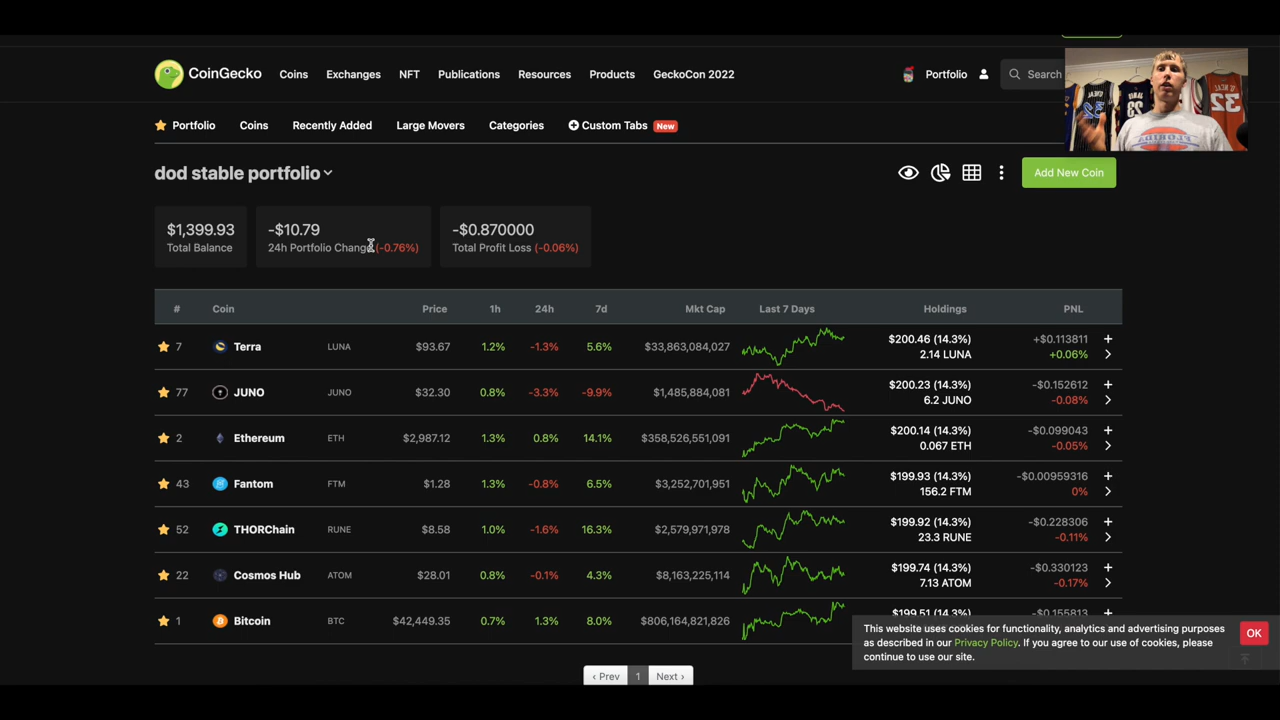 CoinGecko Coins Exchanges NFT Publications Resources Products GeckoCon 2022 Portfolio Search
Portfolio Coins Recently Added Large Movers Categories Custom Tabs New
dod stable portfolio
Add New Coin
$1,399.93 -$10.79 -$0.870000
Total Balance 24h Portfolio Change (-0.76%) Total Profit Loss (-0.06%)
# Coin Price 1h 24h 7d Mkt Cap Last 7 Days Holdings PNL
7 Terra LUNA $93.67 1.2% -1.3% 5.6% $33,863,084,027 $200.46 (14.3%) +$0.113811 +
2.14 LUNA +0.06%
77 JUNO JUNO $32.30 0.8% -3.3% -9.9% $1,485,884,081 $200.23 (14.3%) -$0.152612 +
6.2 JUNO -0.08%
2 Ethereum ETH $2,987.12 1.3% 0.8% 14.1% $358,526,551,091 $200.14 (14.3%) -$0.099043 +
0.067 ETH -0.05%
43 Fantom FTM $1.28 1.3% -0.8% 6.5% $3,252,701,951 $199.93 (14.3%) -$0.00959316 +
156.2 FTM 0%
52 THORChain RUNE $8.58 1.0% -1.6% 16.3% $2,579,971,978 $199.92 (14.3%) -$0.228306 +
23.3 RUNE -0.11%
22 Cosmos Hub ATOM $28.01 0.8% -0.1% 4.3% $8,163,225,114 $199.74 (14.3%) -$0.330123 +
7.13 ATOM -0.17%
1 Bitcoin BTC $42,449.35 0.7% 1.3% 8.0% $806,164,821,826 $199.51 (14.3%) -$0.155813 +
This website uses cookies for functionality, analytics and advertising purposes
as described in our Privacy Policy. If you agree to our use of cookies, please
continue to use our site.
OK
‹ Prev 1 Next ›